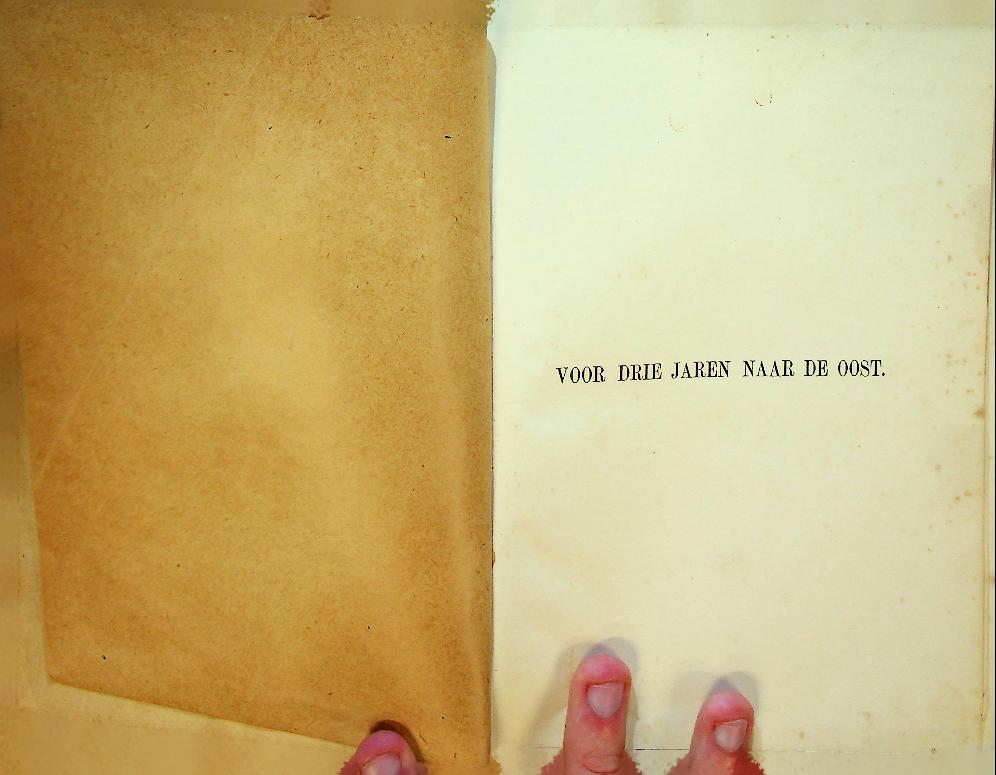 VOOR DRIE JAREN NAAR DE OOST.